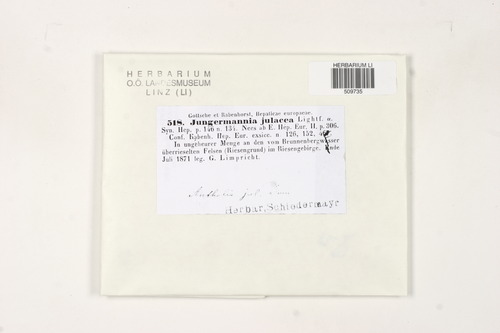 HERBARIUM
O.Ö. LANDESMUSEUM
LINZ (LI)
HERBARIUM LI
509735
Gottsche et Rabenhorst, Hepaticae europaeae.
518. Jungermannia julacea Lightf. α.
Syn. Hep. p. 146 n. 134. Nees ab E. Hep. Eur. II. p. 306.
Conf. Rabenh. Hep. Eur. exsicc. n 126, 152,
In ungeheurer Menge an den vom Brunnenbergwasser
überrieselten Felsen (Riesengrund) im Riesengebirge. Ende
Juli 1871 leg. G. Limpricht.
Herbar. Schiedermayr